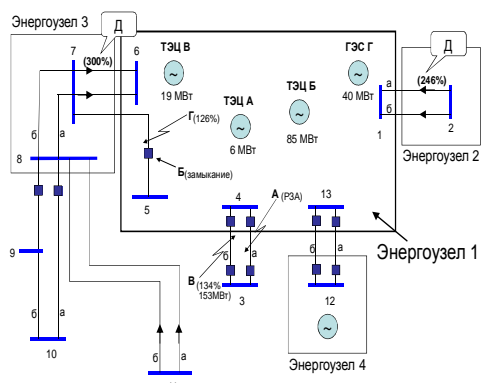 Энергоузел 3
Д
7
(300%)
6
ТЭЦ В
19 МВт
ТЭЦ А
6 МВт
ТЭЦ Б
85 МВт
ГЭС Г
40 МВт
Д
(246%)
а
б
1
2
Энергоузел 2
б
а
8
Г(126%)
Б(замыкание)
5
4
А (РЗА)
13
Энергоузел 1
9
б
а
б
а
В(134%
153МВт)
3
12
б
а
10
Энергоузел 4
б
а